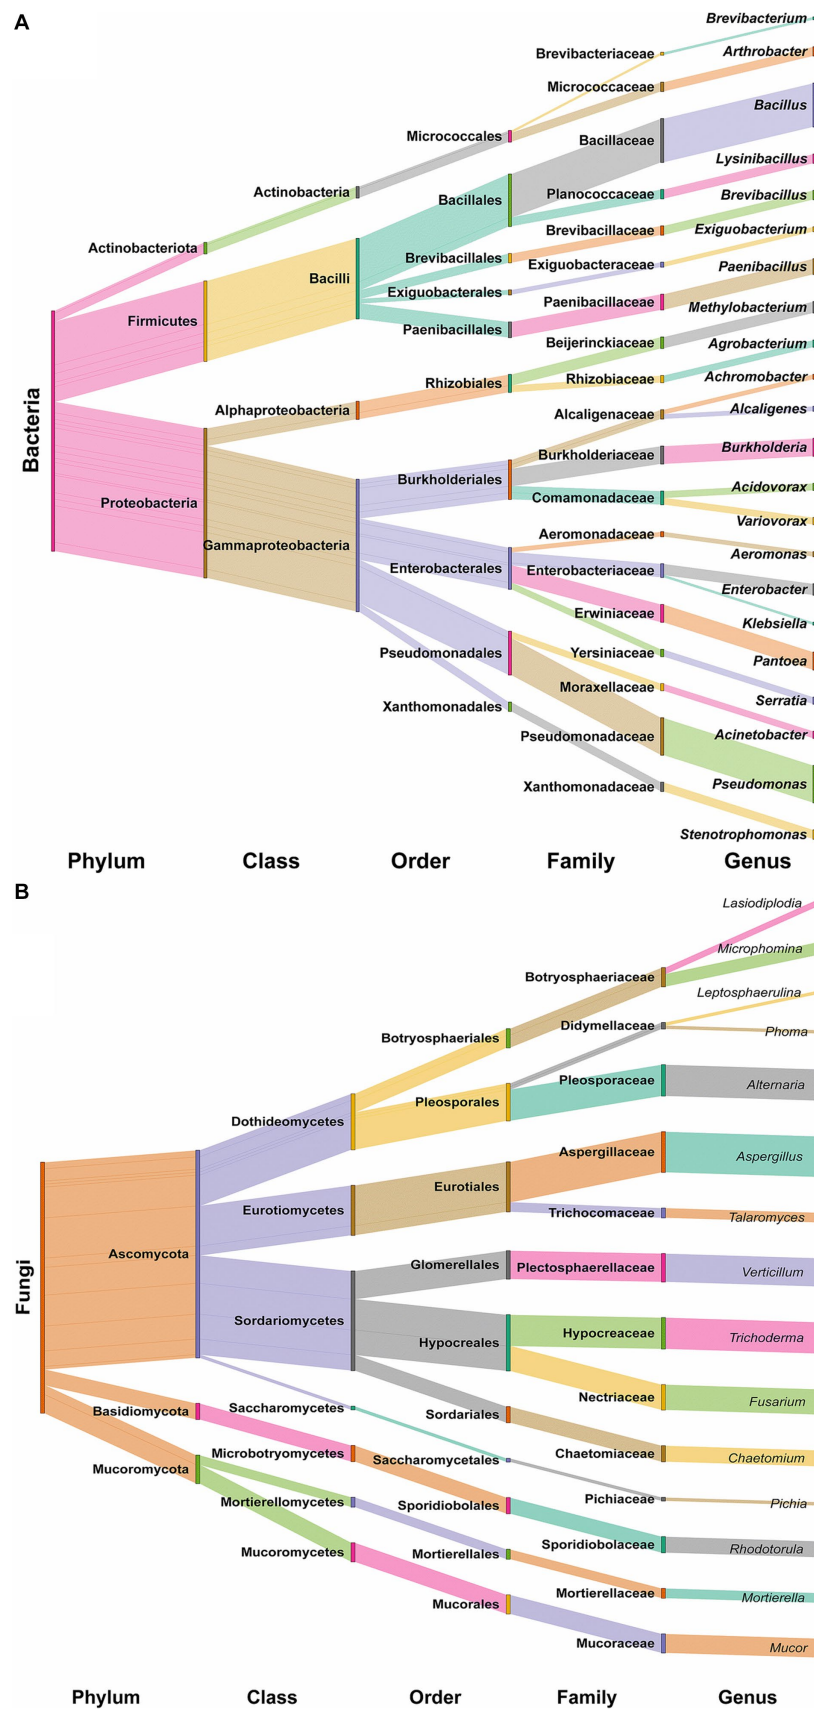 A
Brevibacterium
Arthrobacter
Brevibacteriaceae
Micrococcaceae
Bacillus
Micrococcales
Bacillaceae
Lysinibacillus
Actinobacteria
Bacillales
Planococcaceae
Brevibacillus
Brevibacillaceae
Exiguobacterium
Actinobacteriota
Brevibacillales
Exiguobacteraceae
Paenibacillus
Bacilli
Exiguobacterales
Paenibacillaceae
Methylobacterium
Firmicutes
Paenibacillales
Beijerinckiaceae
Agrobacterium
Rhizobiales
Rhizobiaceae
Achromobacter
Alphaproteobacteria
Alcaligenaceae
Alcaligenes
Bacteria
Burkholderiaceae
Burkholderia
Burkholderiales
Comamonadaceae
Acidovorax
Proteobacteria
Variovorax
Aeromonadaceae
Gammaproteobacteria
Aeromonas
Enterobacterales
Enterobacteriaceae
Enterobacter
Erwiniaceae
Klebsiella
Pseudomonadales
Yersiniaceae
Pantoea
Moraxellaceae
Serratia
Xanthomonadales
Pseudomonadaceae
Acinetobacter
Xanthomonadaceae
Pseudomonas
Stenotrophomonas
Phylum Class Order Family Genus
B
Lasiodiplodia
Microphomina
Botryosphaeriaceae
Leptosphaerulina
Botryosphaeriales
Didymellaceae
Phoma
Pleosporales
Pleosporaceae
Alternaria
Dothideomycetes
Aspergillaceae
Aspergillus
Eurotiales
Eurotiomycetes
Trichocomaceae
Talaromyces
Ascomycota
Glomerellales
Plectosphaerellaceae
Verticillum
Fungi
Sordariomycetes
Hypocreales
Hypocreaceae
Trichoderma
Nectriaceae
Fusarium
Basidiomycota
Saccharomycetes
Sordariales
Microbotryomycetes
Saccharomycetales
Chaetomiaceae
Chaetomium
Mucoromycota
Mortierellomycetes
Sporidiobolales
Pichiaceae
Pichia
Mucoromycetes
Mortierellales
Sporidiobolaceae
Rhodotorula
Mucorales
Mortierellaceae
Mortierella
Mucoraceae
Mucor
Phylum Class Order Family Genus